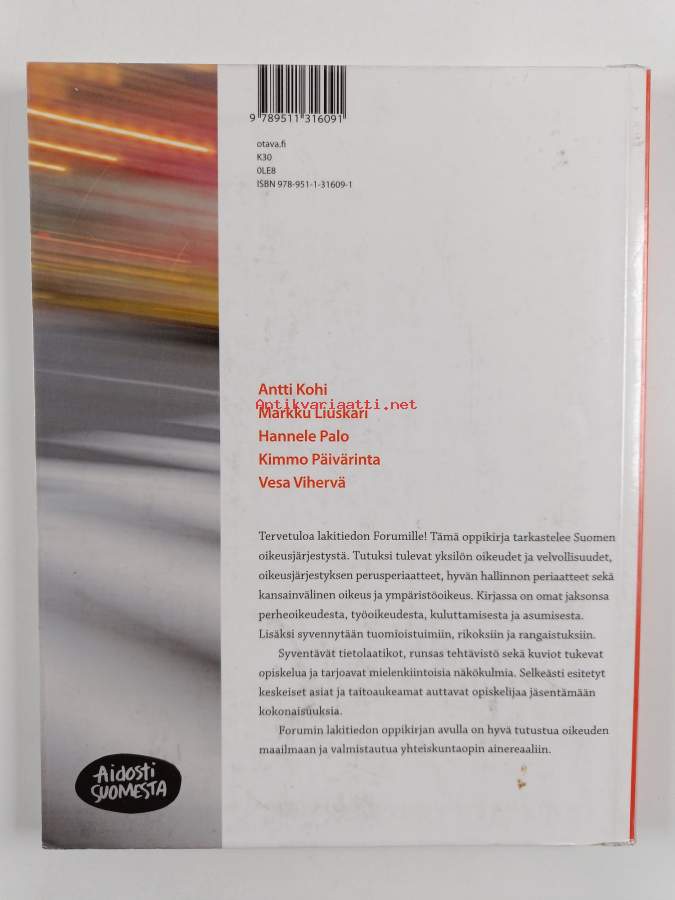 9 789511 316091
otava.fi
K30
0LE8
ISBN 978-951-1-31609-1
Antti Kohi
Antikvariaatti.net
Markku Liuskari
Hannele Palo
Kimmo Päivärinta
Vesa Vihervä
Tervetuloa lakitiedon Forumille! Tämä oppikirja tarkastelee Suomen
oikeusjärjestystä. Tutuksi tulevat yksilön oikeudet ja velvollisuudet,
oikeusjärjestyksen perusperiaatteet, hyvän hallinnon periaatteet sekä
kansainvälinen oikeus ja ympäristöoikeus. Kirjassa on omat jaksonsa
perheoikeudesta, työoikeudesta, kuluttamisesta ja asumisesta.
Lisäksi syvennytään tuomioistuimiin, rikoksiin ja rangaistuksiin.
Syventävät tietolaatikot, runsas tehtävistö sekä kuviot tukevat
opiskelua ja tarjoavat mielenkiintoisia näkökulmia. Selkeästi esitetyt
keskeiset asiat ja taitoaukeamat auttavat opiskelijaa jäsentämään
kokonaisuuksia.
Forumin lakitiedon oppikirjan avulla on hyvä tutustua oikeuden
maailmaan ja valmistautua yhteiskuntaopin ainereaaliin.
Aidosti
SUOMESTA